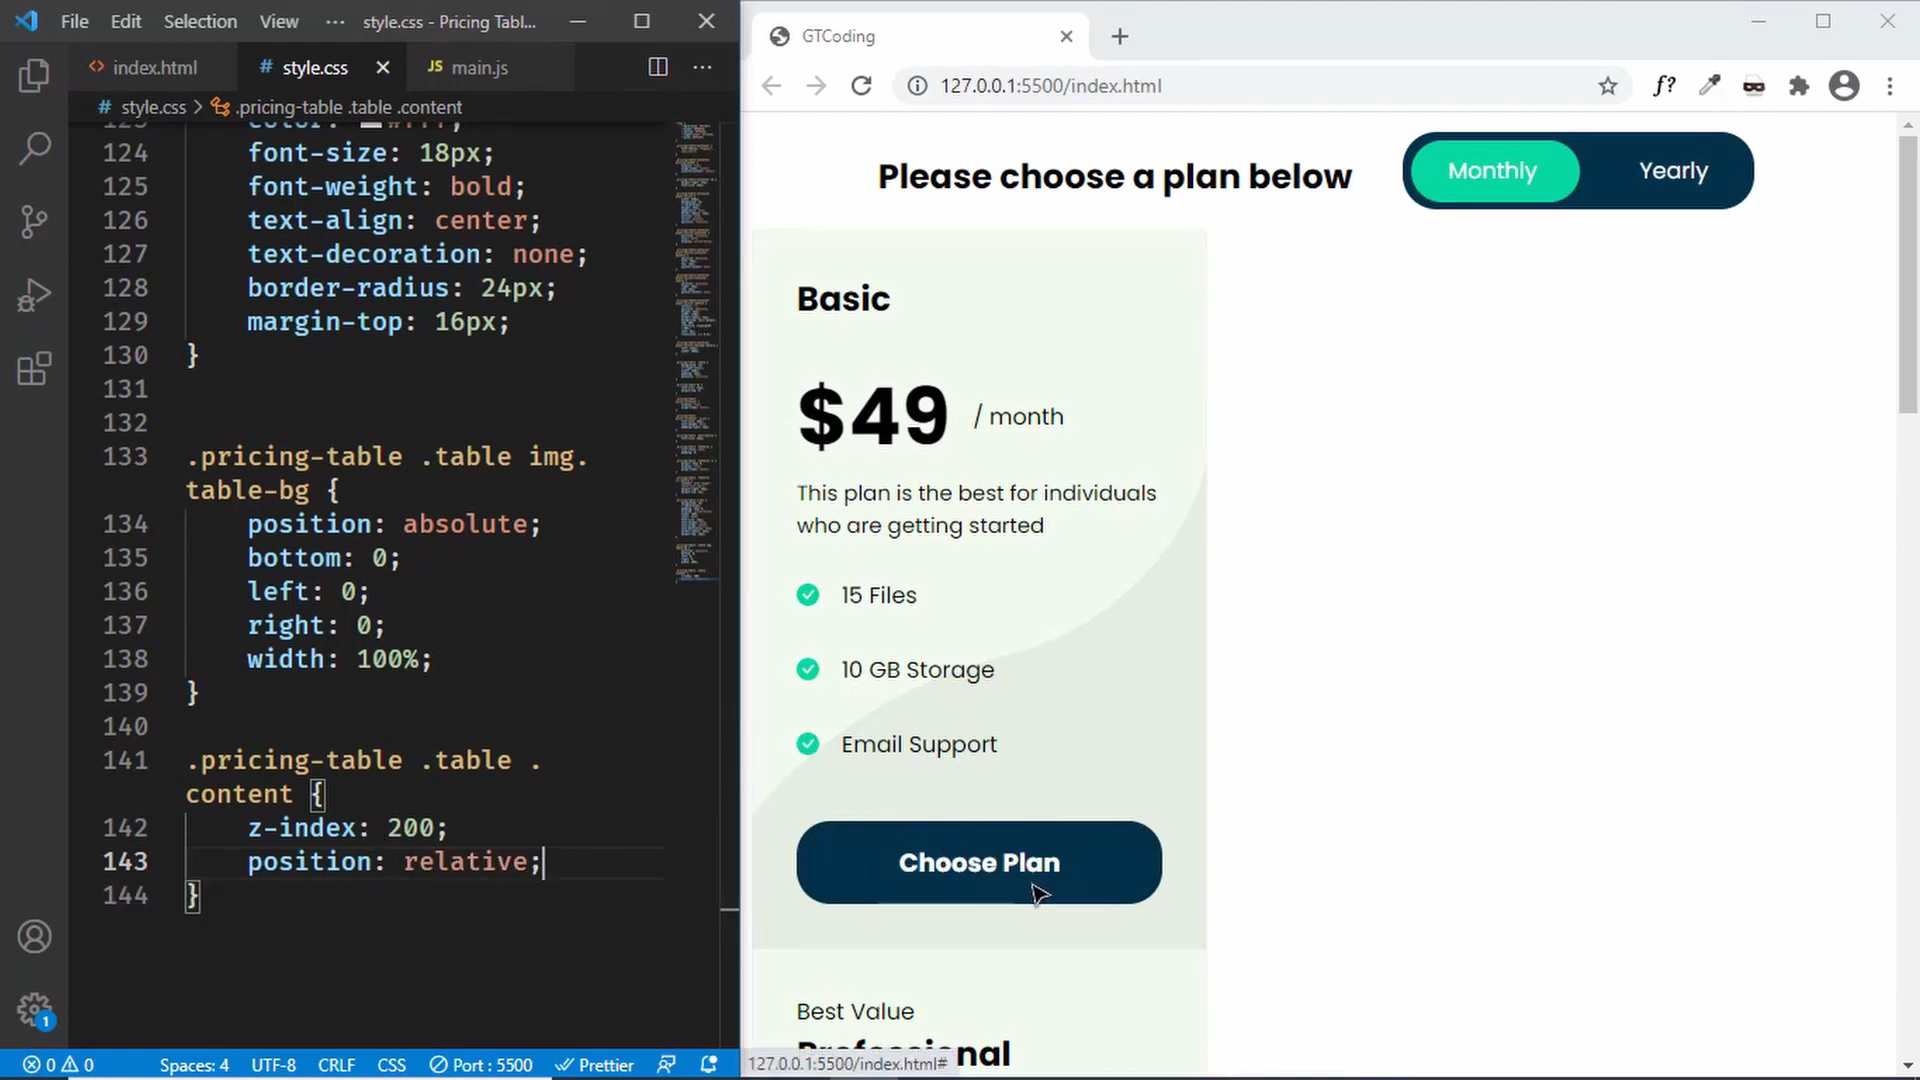 File Edit Selection View ··· style.css - Pricing Tabl...
index.html # style.css JS main.js ···
# style.css > .pricing-table .table .content
124 font-size: 18px;
125 font-weight: bold;
126 text-align: center;
127 text-decoration: none;
128 border-radius: 24px;
129 margin-top: 16px;
130 }
131
132
133 .pricing-table .table img.
table-bg {
134 position: absolute;
135 bottom: 0;
136 left: 0;
137 right: 0;
138 width: 100%;
139 }
140
141 .pricing-table .table .
content {
142 z-index: 200;
143 position: relative;
144 }
1
0 0 Spaces: 4 UTF-8 CRLF CSS Port : 5500 Prettier
GTCoding
127.0.0.1:5500/index.html f?
Please choose a plan below
Monthly Yearly
Basic
$49 / month
This plan is the best for individuals
who are getting started
15 Files
10 GB Storage
Email Support
Choose Plan
Best Value
Professional
127.0.0.1:5500/index.html#